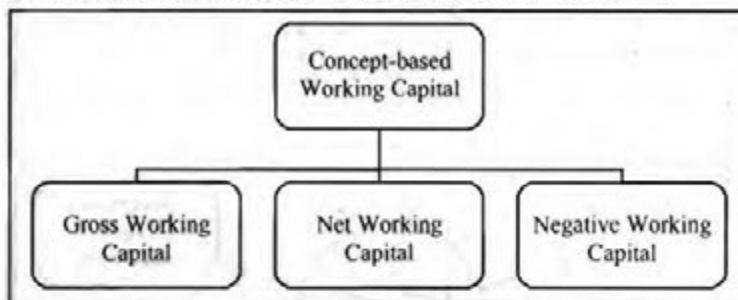 Concept-based
Working Capital
Gross Working
Capital
Net Working
Capital
Negative Working
Capital